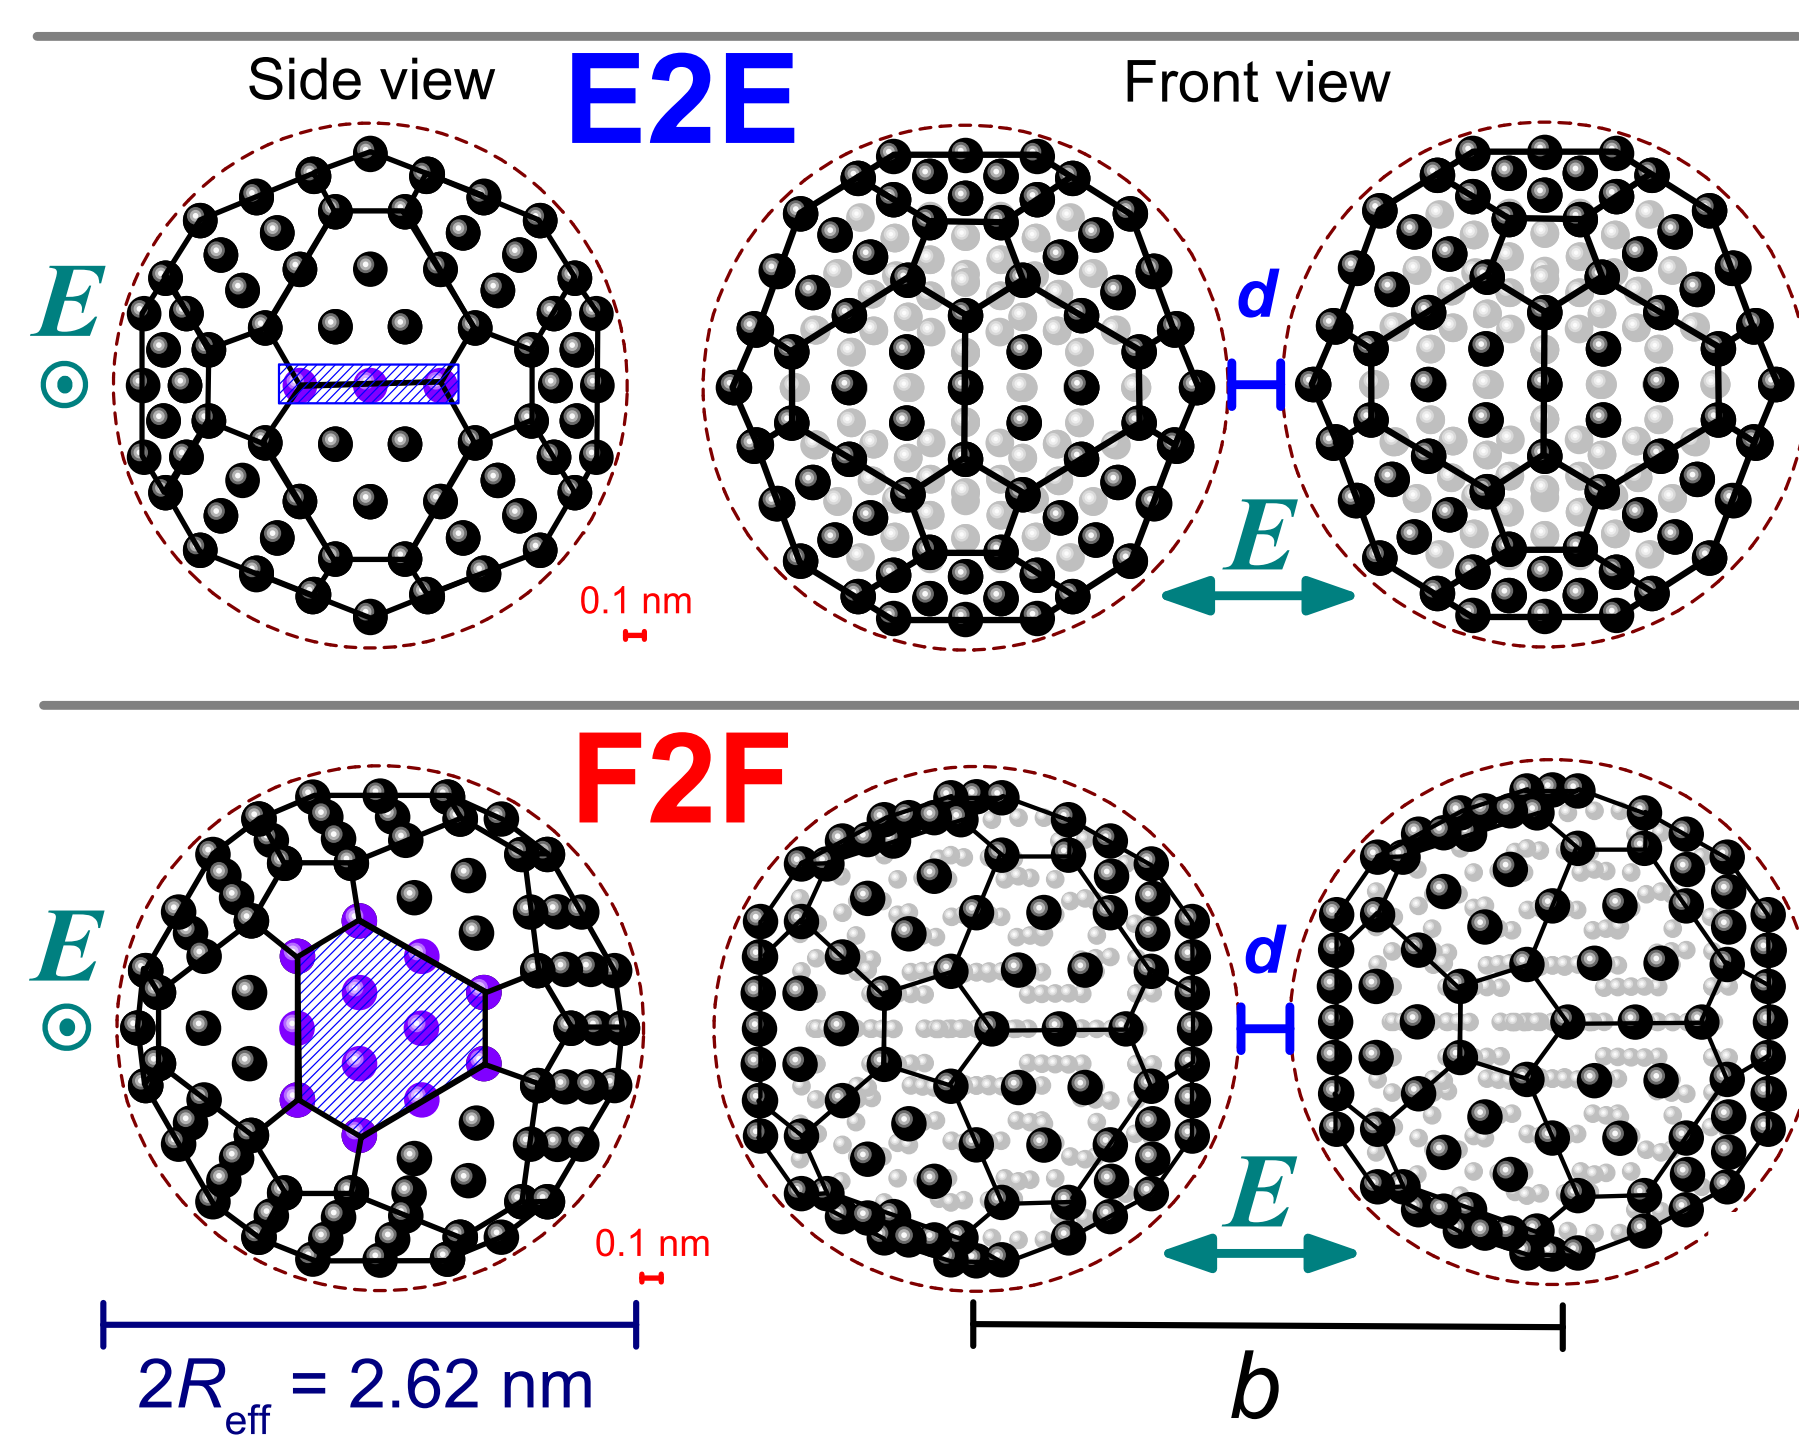 Side view
E2E
Front view
E
d
E
0.1 nm
F2F
E
d
E
0.1 nm
2Reff = 2.62 nm
b